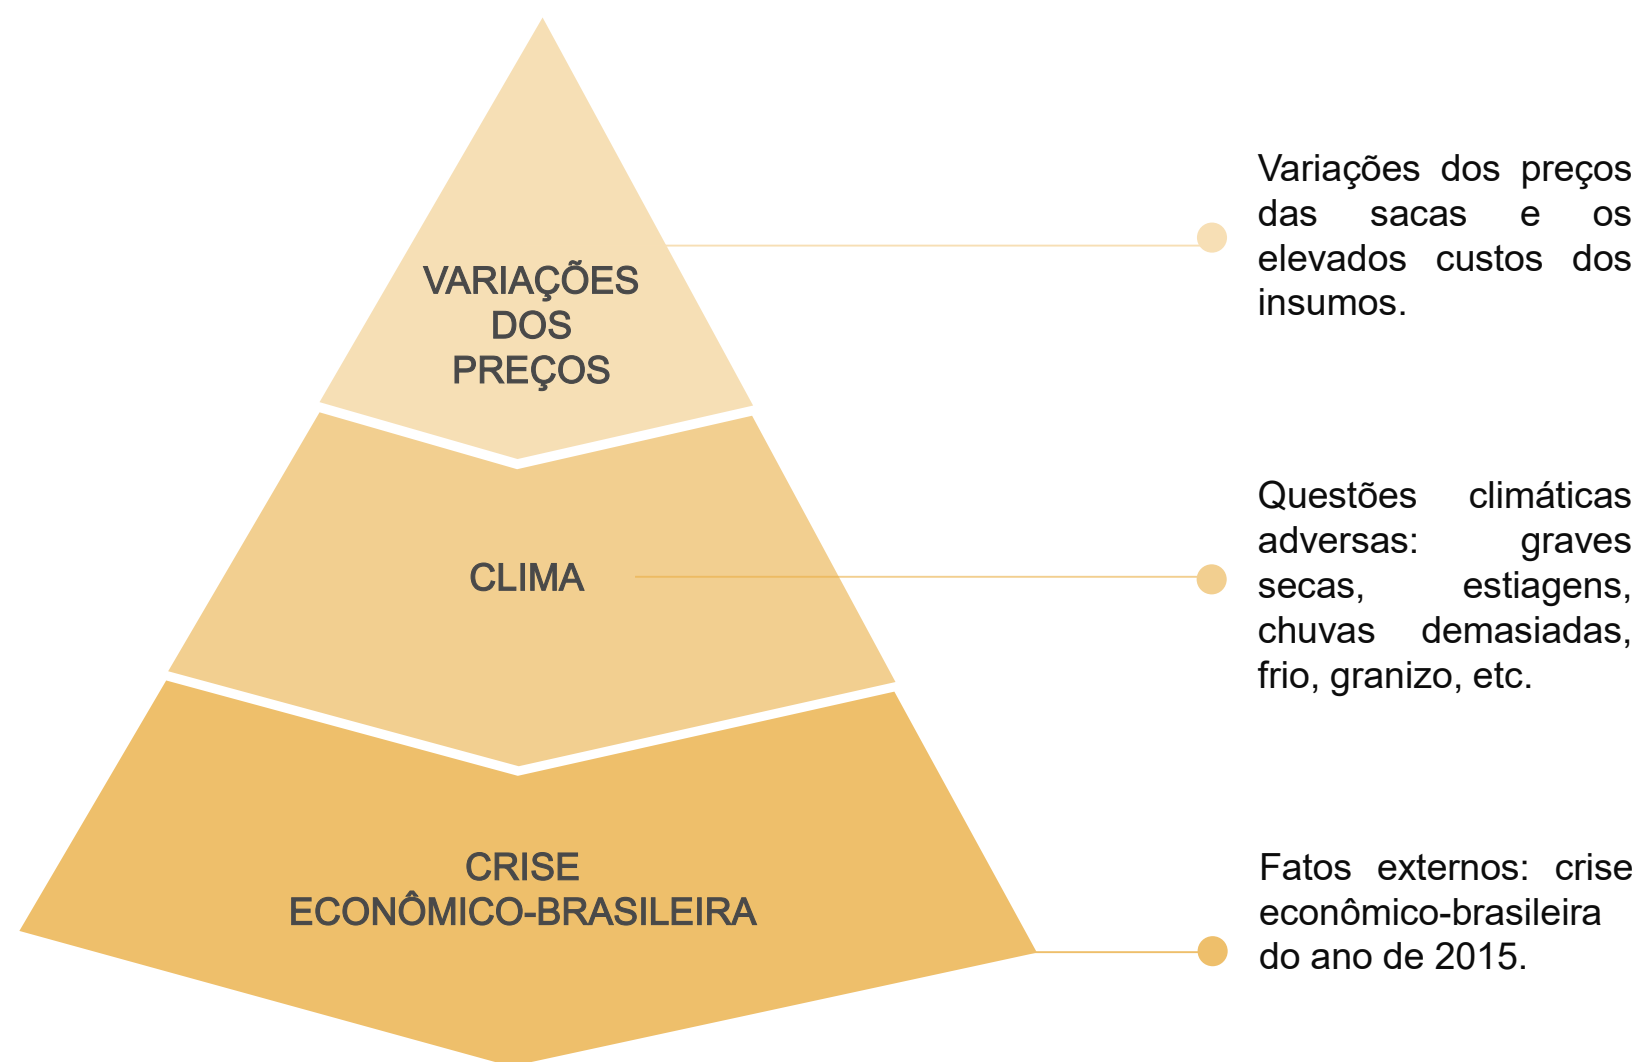 VARIAÇÕES
DOS
PREÇOS
Variações dos preços
das sacas e os
elevados custos dos
insumos.
CLIMA
Questões climáticas
adversas: graves
secas, estiagens,
chuvas demasiadas,
frio, granizo, etc.
CRISE
ECONÔMICO-BRASILEIRA
Fatos externos: crise
econômico-brasileira
do ano de 2015.